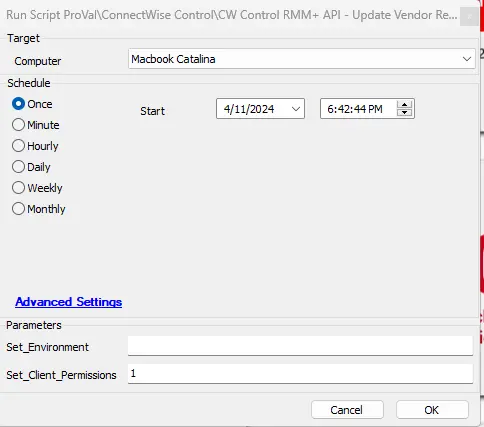 Run Script ProVal\ConnectWise Control\CW Control RMM+ API - Update Vendor Re...
Target
Computer Macbook Catalina
Schedule
Once Start 4/11/2024 6:42:44 PM
Minute
Hourly
Daily
Weekly
Monthly
Advanced Settings
Parameters
Set_Environment
Set_Client_Permissions 1
Cancel OK